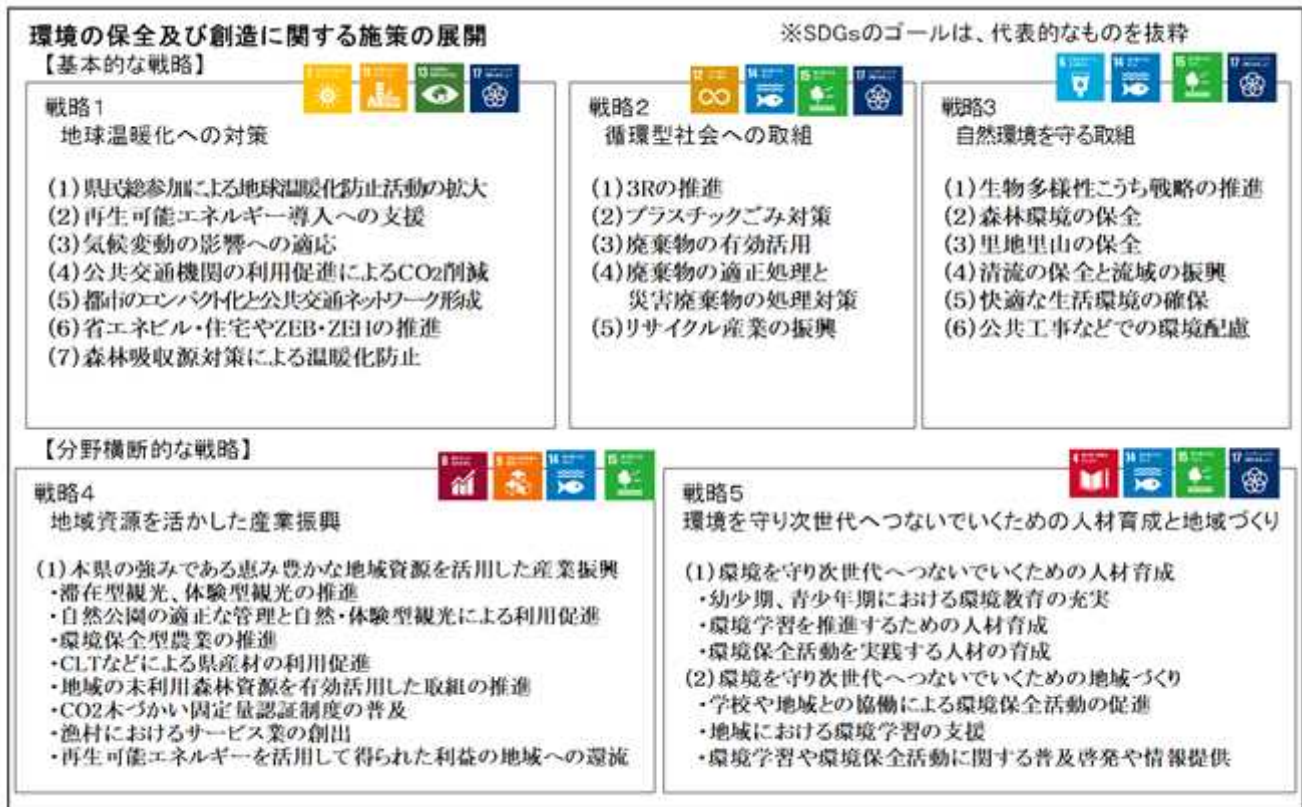 環境の保全及び創造に関する施策の展開
※SDGsのゴールは、代表的なものを抜粋
【基本的な戦略】
7 11 13 17
戦略1
地球温暖化への対策
(1)県民総参加による地球温暖化防止活動の拡大
(2)再生可能エネルギー導入への支援
(3)気候変動の影響への適応
(4)公共交通機関の利用促進によるCO2削減
(5)都市のコンパクト化と公共交通ネットワーク形成
(6)省エネビル・住宅やZEB・ZEHの推進
(7)森林吸収源対策による温暖化防止
12 14 15 17
戦略2
循環型社会への取組
(1)3Rの推進
(2)プラスチックごみ対策
(3)廃棄物の有効活用
(4)廃棄物の適正処理と
災害廃棄物の処理対策
(5)リサイクル産業の振興
6 14 15 17
戦略3
自然環境を守る取組
(1)生物多様性こうち戦略の推進
(2)森林環境の保全
(3)里地里山の保全
(4)清流の保全と流域の振興
(5)快適な生活環境の確保
(6)公共工事などでの環境配慮
【分野横断的な戦略】
8 9 14 15
戦略4
地域資源を活かした産業振興
(1)本県の強みである恵み豊かな地域資源を活用した産業振興
・滞在型観光、体験型観光の推進
・自然公園の適正な管理と自然・体験型観光による利用促進
・環境保全型農業の推進
・CLTなどによる県産材の利用促進
・地域の未利用森林資源を有効活用した取組の推進
・CO2木づかい固定量認証制度の普及
・漁村におけるサービス業の創出
・再生可能エネルギーを活用して得られた利益の地域への還流
4 14 15 17
戦略5
環境を守り次世代へつないでいくための人材育成と地域づくり
(1)環境を守り次世代へつないでいくための人材育成
・幼少期、青少年期における環境教育の充実
・環境学習を推進するための人材育成
・環境保全活動を実践する人材の育成
(2)環境を守り次世代へつないでいくための地域づくり
・学校や地域との協働による環境保全活動の促進
・地域における環境学習の支援
・環境学習や環境保全活動に関する普及啓発や情報提供